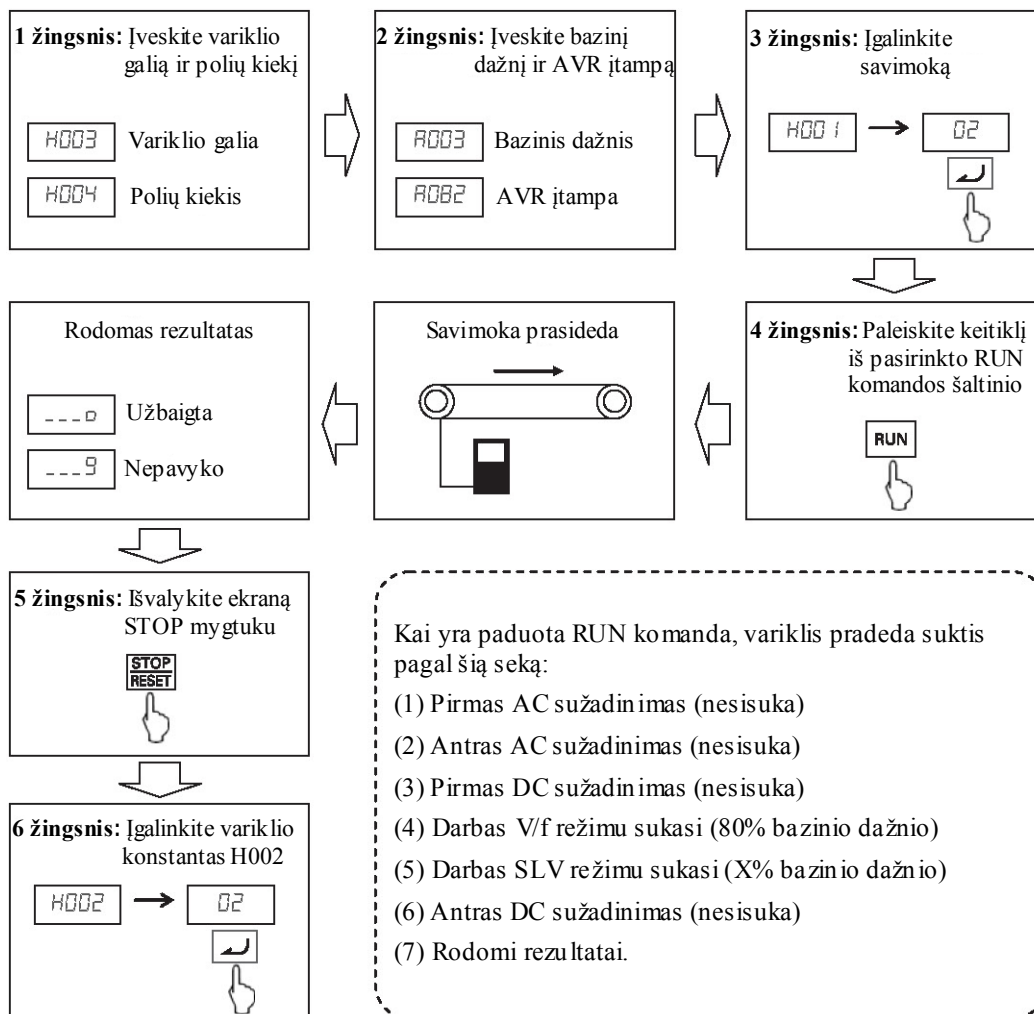 1 žingsnis: Įveskite variklio
galią ir polių kiekį
H003 Variklio galia
H004 Polių kiekis
2 žingsnis: Įveskite bazinį
dažnį ir AVR įtampą
A003 Bazinis dažnis
A082 AVR įtampa
3 žingsnis: Įgalinkite
savimoką
H001 02
4 žingsnis: Paleiskite keitiklį
iš pasirinkto RUN
komandos šaltinio
RUN
Savimoka prasideda
Rodomas rezultatas
___o Užbaigta
___9 Nepavyko
5 žingsnis: Išvalykite ekraną
STOP mygtuku
STOP
RESET
6 žingsnis: Įgalinkite variklio
konstantas H002
H002 02
Kai yra paduota RUN komanda, variklis pradeda suktis
pagal šią seką:
(1) Pirmas AC sužadinimas (nesisuka)
(2) Antras AC sužadinimas (nesisuka)
(3) Pirmas DC sužadinimas (nesisuka)
(4) Darbas V/f režimu sukasi (80% bazinio dažnio)
(5) Darbas SLV režimu sukasi (X% bazinio dažnio)
(6) Antras DC sužadinimas (nesisuka)
(7) Rodomi rezultatai.